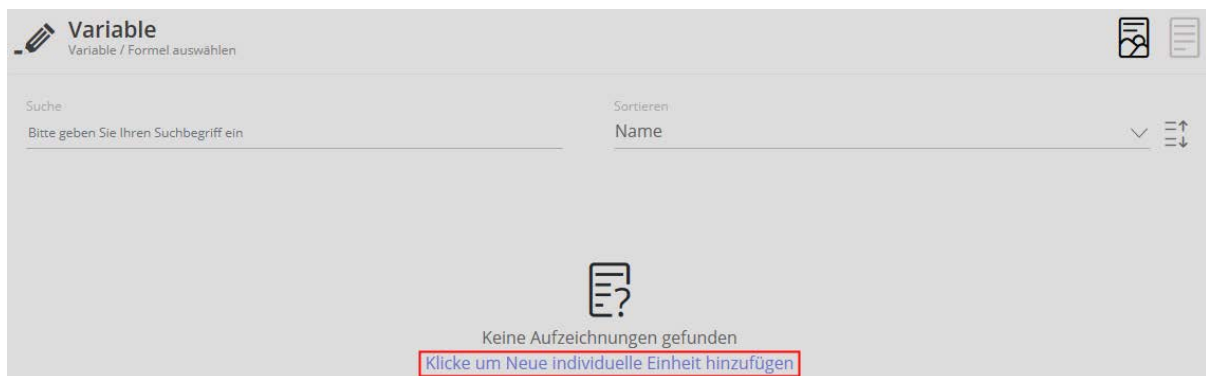 Variable
Variable / Formel auswählen
Suche
Bitte geben Sie Ihren Suchbegriff ein
Sortieren
Name
Keine Aufzeichnungen gefunden
Klicke um Neue individuelle Einheit hinzufügen